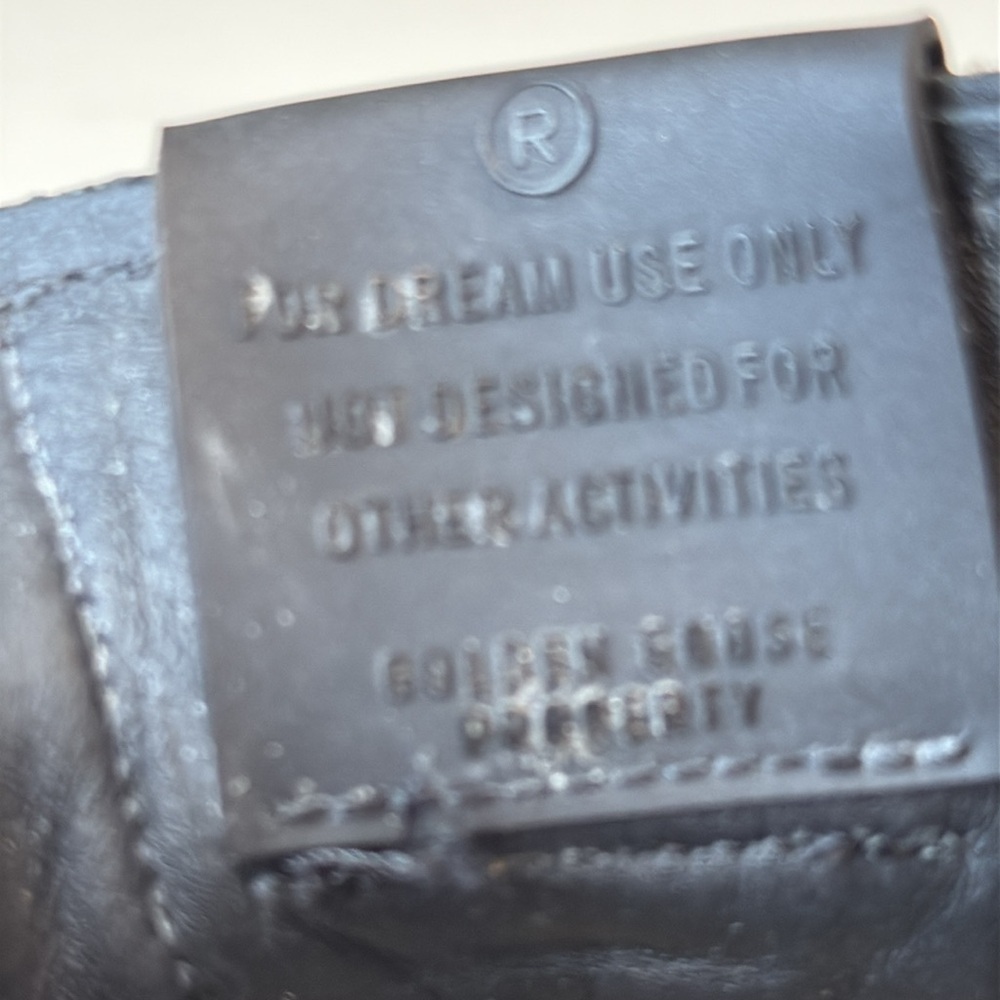 ®
FOR DREAM USE ONLY
NOT DESIGNED FOR
OTHER ACTIVITIES
GOLDEN GOOSE
PROPERTY